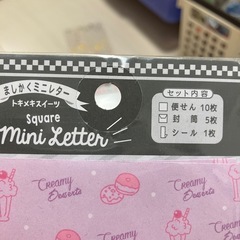 ましかくミニレター
トキメキスイーツ
Square
Mini Letter
セット内容
便せん 10枚
封筒 5枚
シール 1枚
Creamy
Desserts
Creamy
Desserts